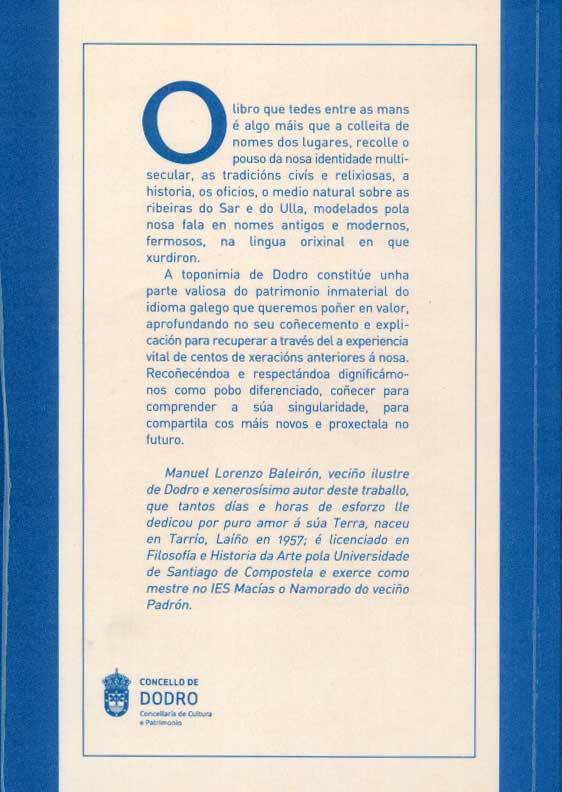 O libro que tedes entre as mans
é algo máis que a colleita de
nomes dos lugares, recolle o
pouso da nosa identidade multi-
secular, as tradicións civís e relixiosas, a
historia, os oficios, o medio natural sobre as
ribeiras do Sar e do Ulla, modelados pola
nosa fala en nomes antigos e modernos,
fermosos, na lingua orixinal en que
xurdiron.
A toponimia de Dodro constitúe unha
parte valiosa do patrimonio inmaterial do
idioma galego que queremos poñer en valor,
aprofundando no seu coñecemento e expli-
cación para recuperar a través del a experiencia
vital de centos de xeracións anteriores á nosa.
Recoñecéndoa e respectándoa dignificámo-
nos como pobo diferenciado, coñecer para
comprender a súa singularidade, para
compartila cos máis novos e proxectala no
futuro.
Manuel Lorenzo Baleirón, veciño ilustre
de Dodro e xenerosísimo autor deste traballo,
que tantos días e horas de esforzo lle
dedicou por puro amor á súa Terra, naceu
en Tarrío, Laíño en 1957; é licenciado en
Filosofía e Historia da Arte pola Universidade
de Santiago de Compostela e exerce como
mestre no IES Macías o Namorado do veciño
Padrón.
CONCELLO DE
DODRO
Concellaría de Cultura
e Patrimonio